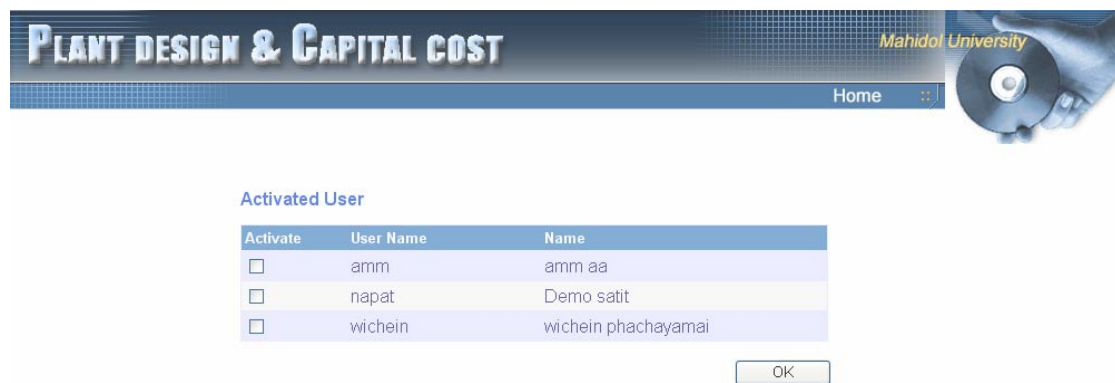 PLANT DESIGN & CAPITAL COST
Mahidol University
Home
Activated User
Activate User Name Name
amm amm aa
napat Demo satit
wichein wichein phachayamai
OK